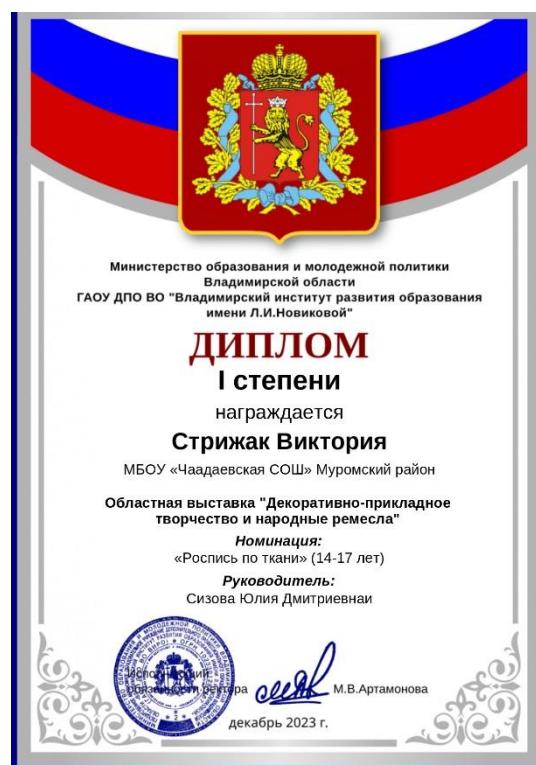 Министерство образования и молодежной политики
Владимирской области
ГАОУ ДПО ВО "Владимирский институт развития образования
имени Л.И.Новиковой"
ДИПЛОМ
I степени
награждается
Стрижак Виктория
МБОУ «Чаадаевская СОШ» Муромский район
Областная выставка "Декоративно-прикладное
творчество и народные ремесла"
Номинация:
«Роспись по ткани» (14-17 лет)
Руководитель:
Сизова Юлия Дмитриевнаи
Исполняющий
обязанности ректора
М.В.Артамонова
декабрь 2023 г.